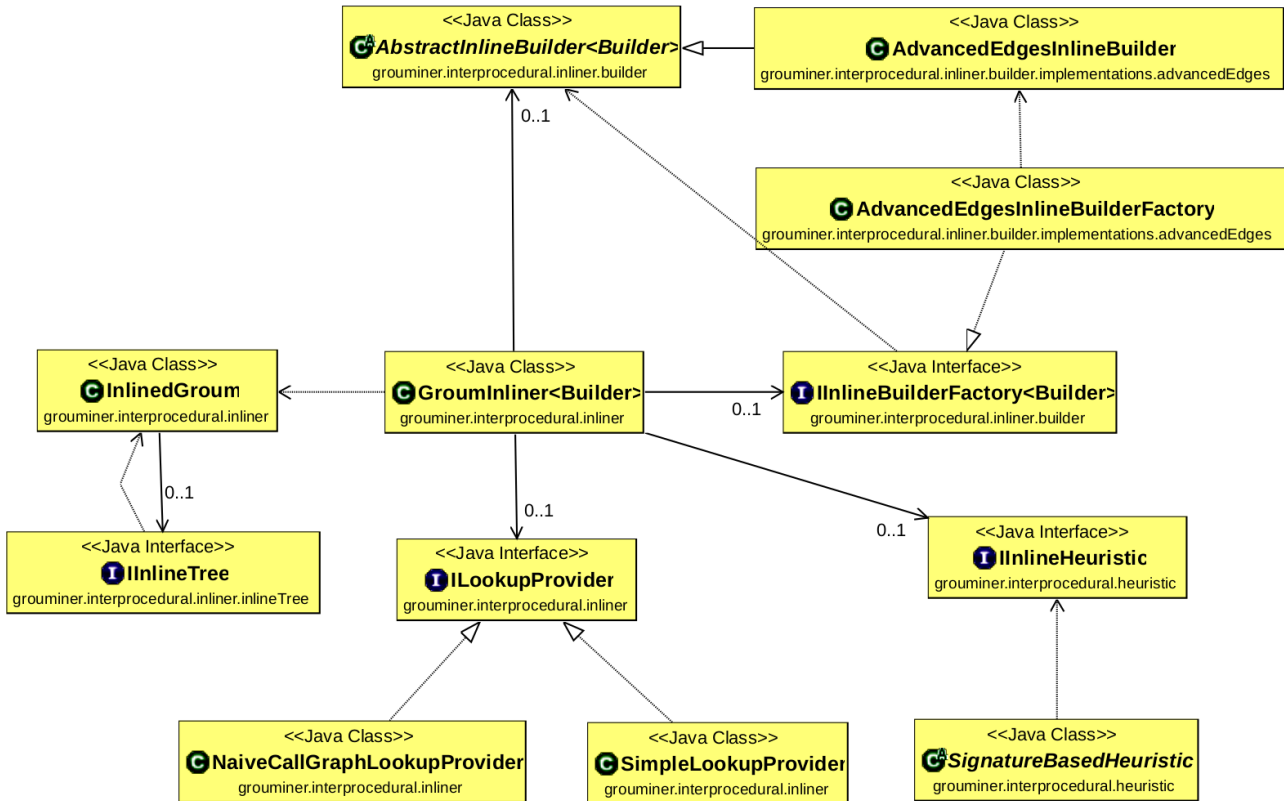 <<Java Class>>
AbstractInlineBuilder<Builder>
grouminer.interprocedural.inliner.builder
<<Java Class>>
AdvancedEdgesInlineBuilder
grouminer.interprocedural.inliner.builder.implementations.advancedEdges
0..1
<<Java Class>>
AdvancedEdgesInlineBuilderFactory
grouminer.interprocedural.inliner.builder.implementations.advancedEdges
<<Java Class>>
InlinedGroum
grouminer.interprocedural.inliner
<<Java Class>>
GroumInliner<Builder>
grouminer.interprocedural.inliner
0..1
<<Java Interface>>
IInlineBuilderFactory<Builder>
grouminer.interprocedural.inliner.builder
0..1
0..1
0..1
<<Java Interface>>
IInlineTree
grouminer.interprocedural.inliner.inlineTree
<<Java Interface>>
ILookupProvider
grouminer.interprocedural.inliner
<<Java Interface>>
IInlineHeuristic
grouminer.interprocedural.heuristic
<<Java Class>>
NaiveCallGraphLookupProvider
grouminer.interprocedural.inliner
<<Java Class>>
SimpleLookupProvider
grouminer.interprocedural.inliner
<<Java Class>>
SignatureBasedHeuristic
grouminer.interprocedural.heuristic